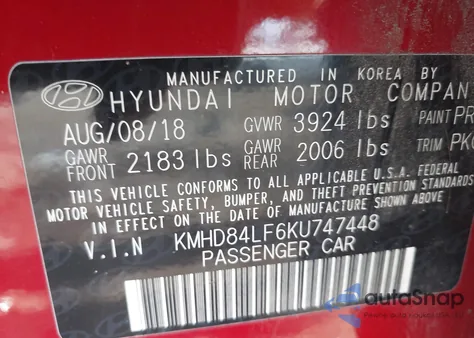 MANUFACTURED IN KOREA BY
HYUNDAI MOTOR COMPAN
AUG/08/18 GVWR 3924 lbs PAINT PR
GAWR FRONT 2183 lbs GAWR REAR 2006 lbs TRIM PK
THIS VEHICLE CONFORMS TO ALL APPLICABLE U.S.A. FEDERAL
MOTOR VEHICLE SAFETY, BUMPER, AND THEFT PREVENTION STANDARDS
IN EFFECT ON THE DATE OF MANUFACTURE SHOWN ABOVE.
V.I.N KMHD84LF6KU747448
PASSENGER CAR
autoSnap